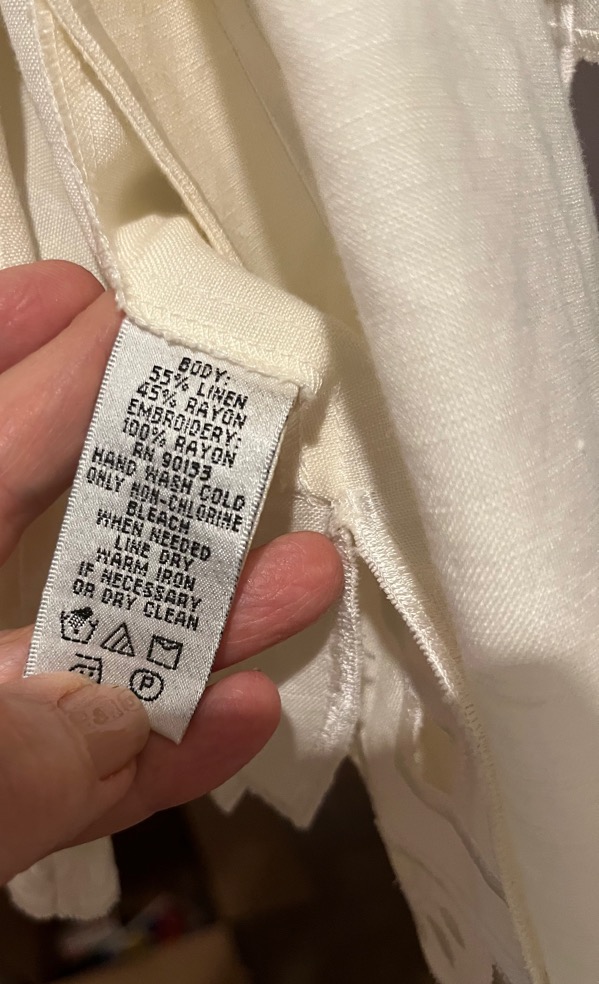 BODY:
55% LINEN
45% RAYON
EMBROIDERY:
100% RAYON
RN 90133
HAND WASH COLD
ONLY NON-CHLORINE
BLEACH
WHEN NEEDED
LINE DRY
WARM IRON
IF NECESSARY
OR DRY CLEAN
P